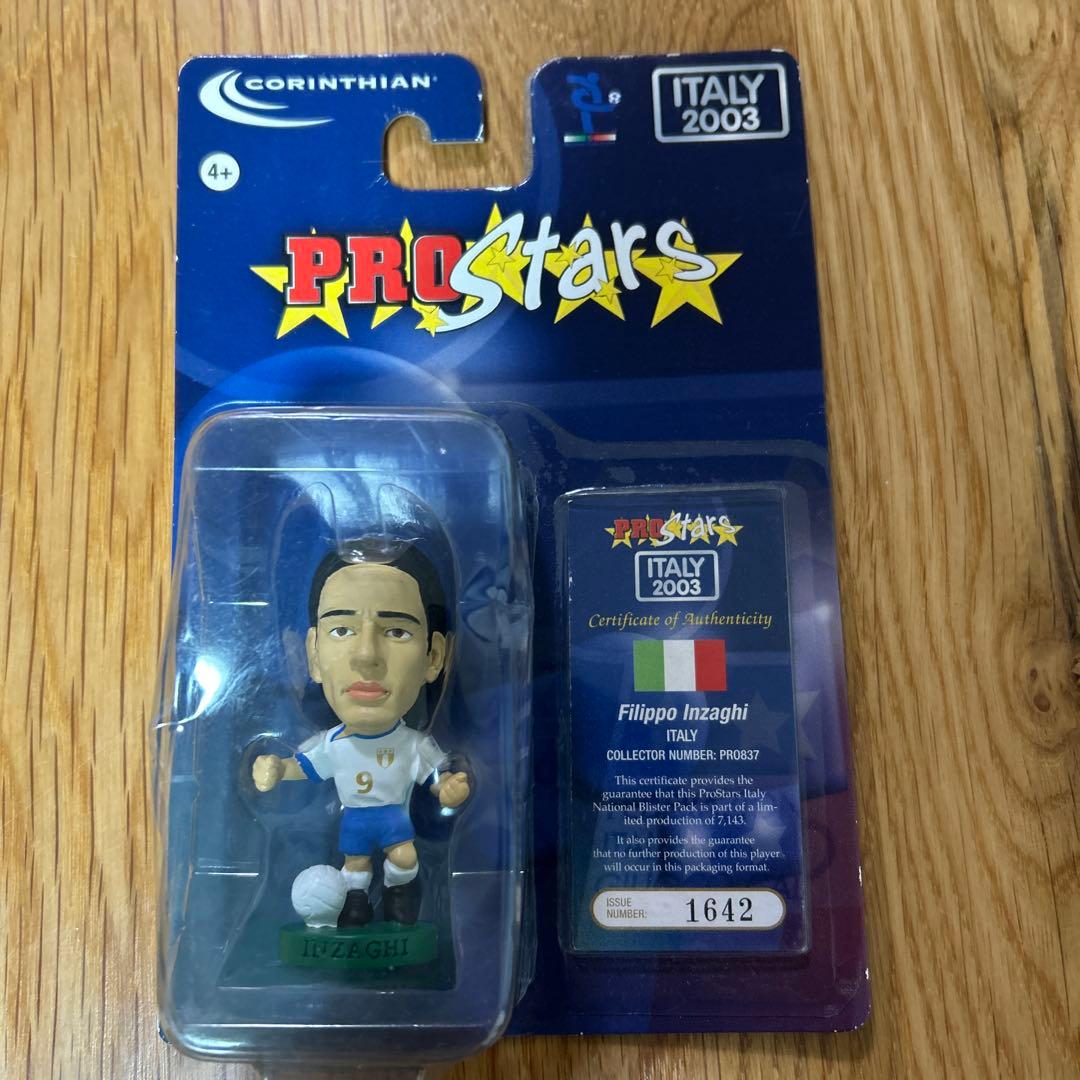 CORINTHIAN
ITALY
2003
4+
PROStars
9
INZAGHI
PROStars
ITALY
2003
Certificate of Authenticity
Filippo Inzaghi
ITALY
COLLECTOR NUMBER: PRO837
This certificate provides the
guarantee that this ProStars Italy
National Blister Pack is part of a lim-
ited production of 7,143.
It also provides the guarantee
that no further production of this player
will occur in this packaging format.
ISSUE
NUMBER: 1642